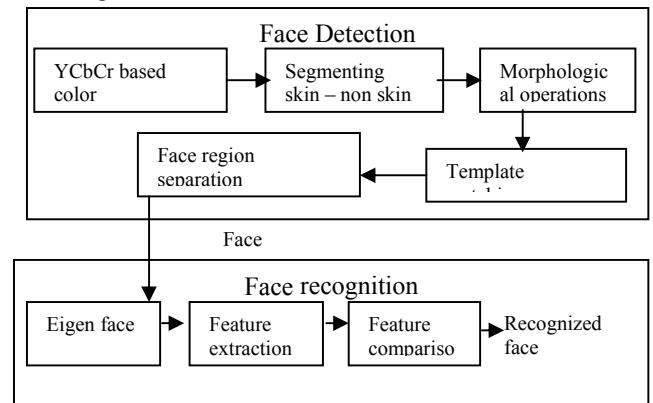 Face Detection
YCbCr based
color
Segmenting
skin – non skin
Morphologic
al operations
Face region
separation
Template
Face
Face recognition
Eigen face
Feature
extraction
Feature
compariso
Recognized
face